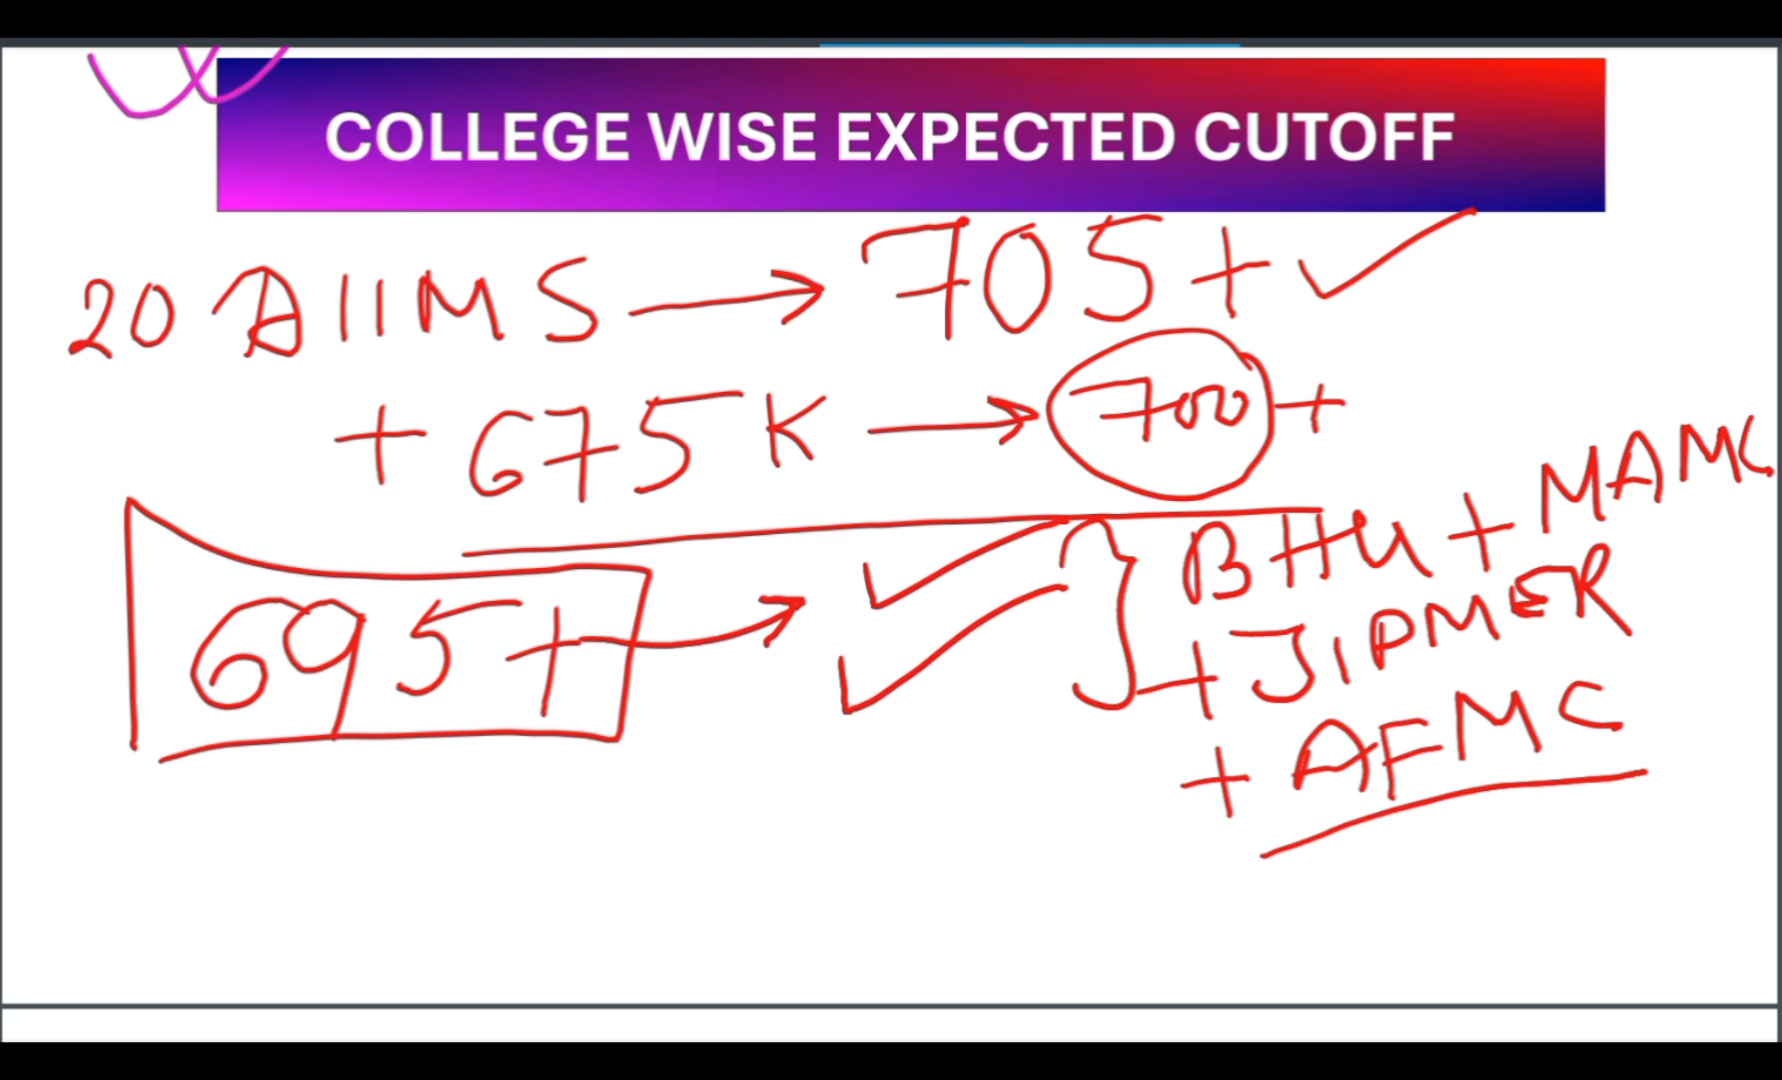 COLLEGE WISE EXPECTED CUTOFF
20 AIIMS → 705+ ✓
+ 675K → 700+
695+ → ✓ ✓ } BHU + MAMC
+ JIPMER
+ AFMC